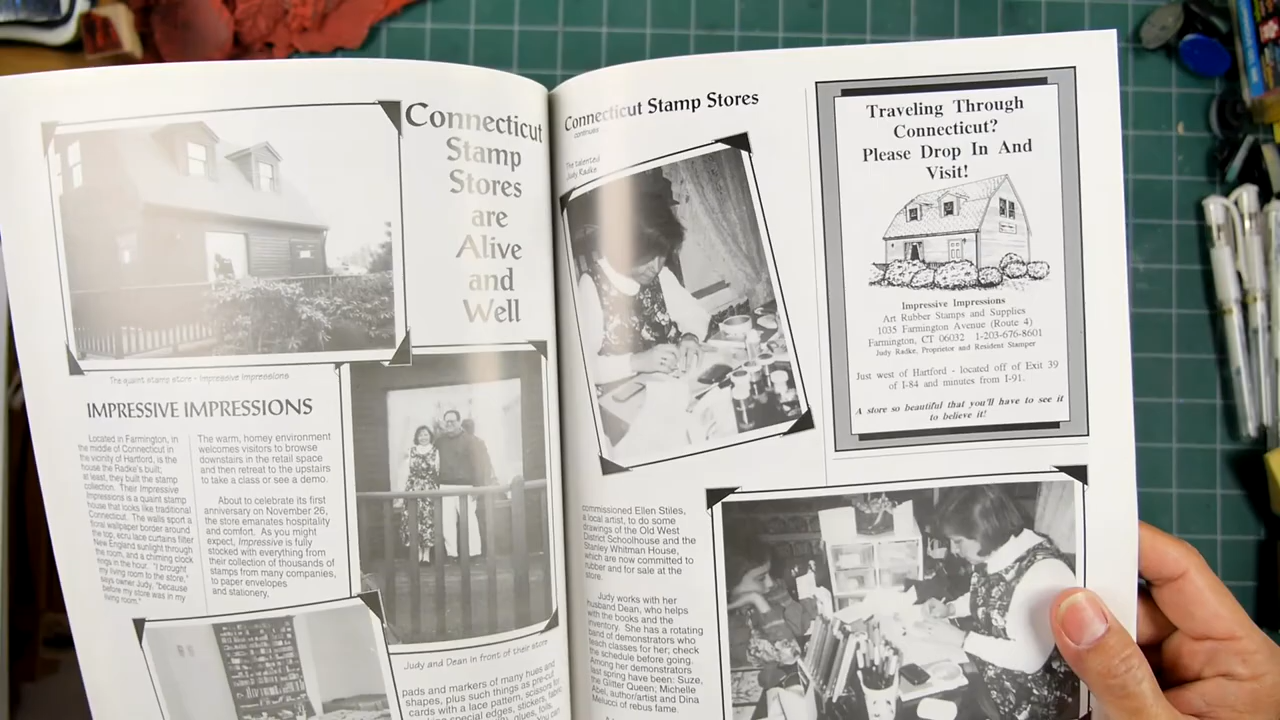 Connecticut
Stamp
Stores
are
Alive
and
Well
The quaint stamp store - Impressive Impressions
IMPRESSIVE IMPRESSIONS
Located in Farmington, in
the middle of Connecticut in
the vicinity of Hartford, is the
house the Radke's built;
at least, they built the stamp
collection. Their Impressive
Impressions is a quaint stamp
house that looks like traditional
Connecticut. The walls sport a
floral wallpaper border around
the top, ecru lace curtains filter
New England sunlight through
the room, and a chiming clock
rings in the hour. "I brought
my living room to the store,"
says owner Judy, "because
before my store was in my
living room."
The warm, homey environment
welcomes visitors to browse
downstairs in the retail space
and then retreat to the upstairs
to take a class or see a demo.
About to celebrate its first
anniversary on November 26,
the store emanates hospitality
and comfort. As you might
expect, Impressive is fully
stocked with everything from
their collection of thousands of
stamps from many companies,
to paper envelopes
and stationery,
Judy and Dean in front of their store
pads and markers of many hues and
shapes, plus such things as pre-cut
cards with a lace pattern, scissors
special edges, stickers,
glues, foils,
Connecticut Stamp Stores
continued
The talented
Judy Radke
commissioned Ellen Stiles,
a local artist, to do some
drawings of the Old West
District Schoolhouse and the
Stanley Whitman House,
which are now committed to
rubber and for sale at the
store.
Judy works with her
husband Dean, who helps
with the books and the
inventory. She has a rotating
band of demonstrators who
teach classes for her; check
the schedule before going.
Among her demonstrators
last spring have been: Suze,
the Glitter Queen; Michelle
Abel, author/artist and Dina
Melucci of rebus fame.
Traveling Through
Connecticut?
Please Drop In And
Visit!
Impressive Impressions
Art Rubber Stamps and Supplies
1035 Farmington Avenue (Route 4)
Farmington, CT 06032 1-203-676-8601
Judy Radke, Proprietor and Resident Stamper
Just west of Hartford - located off of Exit 39
of I-84 and minutes from I-91.
A store so beautiful that you'll have to see it
to believe it!